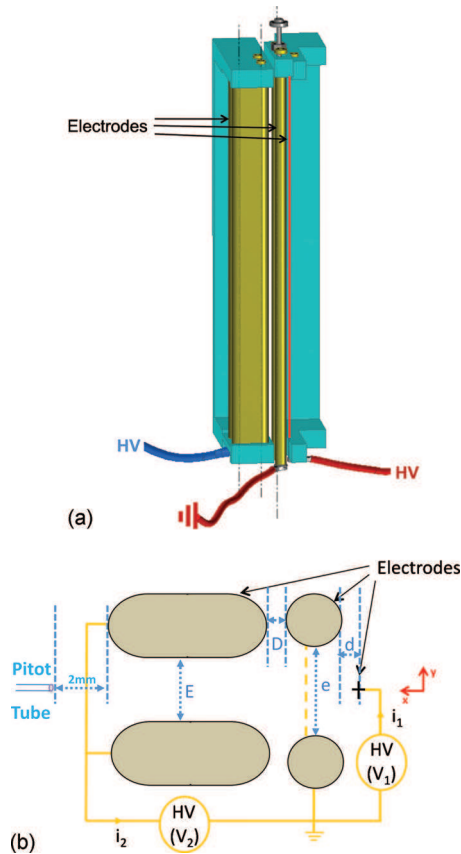 Electrodes
HV
HV
(a)
Electrodes
D
d
Pitot
2mm
Tube
E
e
x
y
i1
HV
(V1)
HV
(V2)
i2
(b)